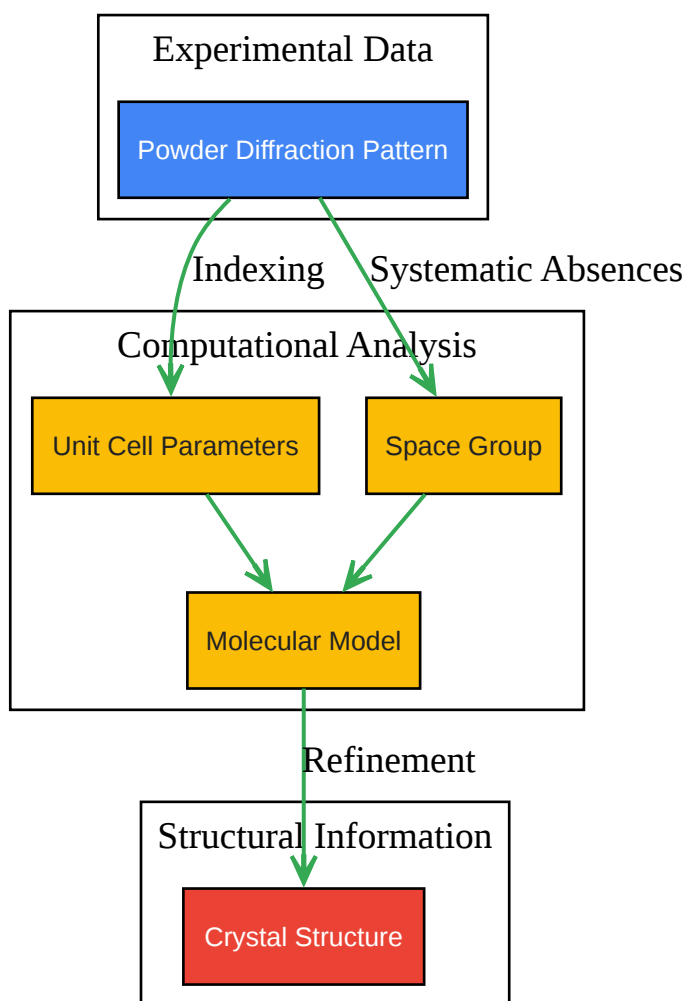 Experimental Data
Powder Diffraction Pattern
Indexing
Systematic Absences
Computational Analysis
Unit Cell Parameters
Space Group
Molecular Model
Refinement
Structural Information
Crystal Structure